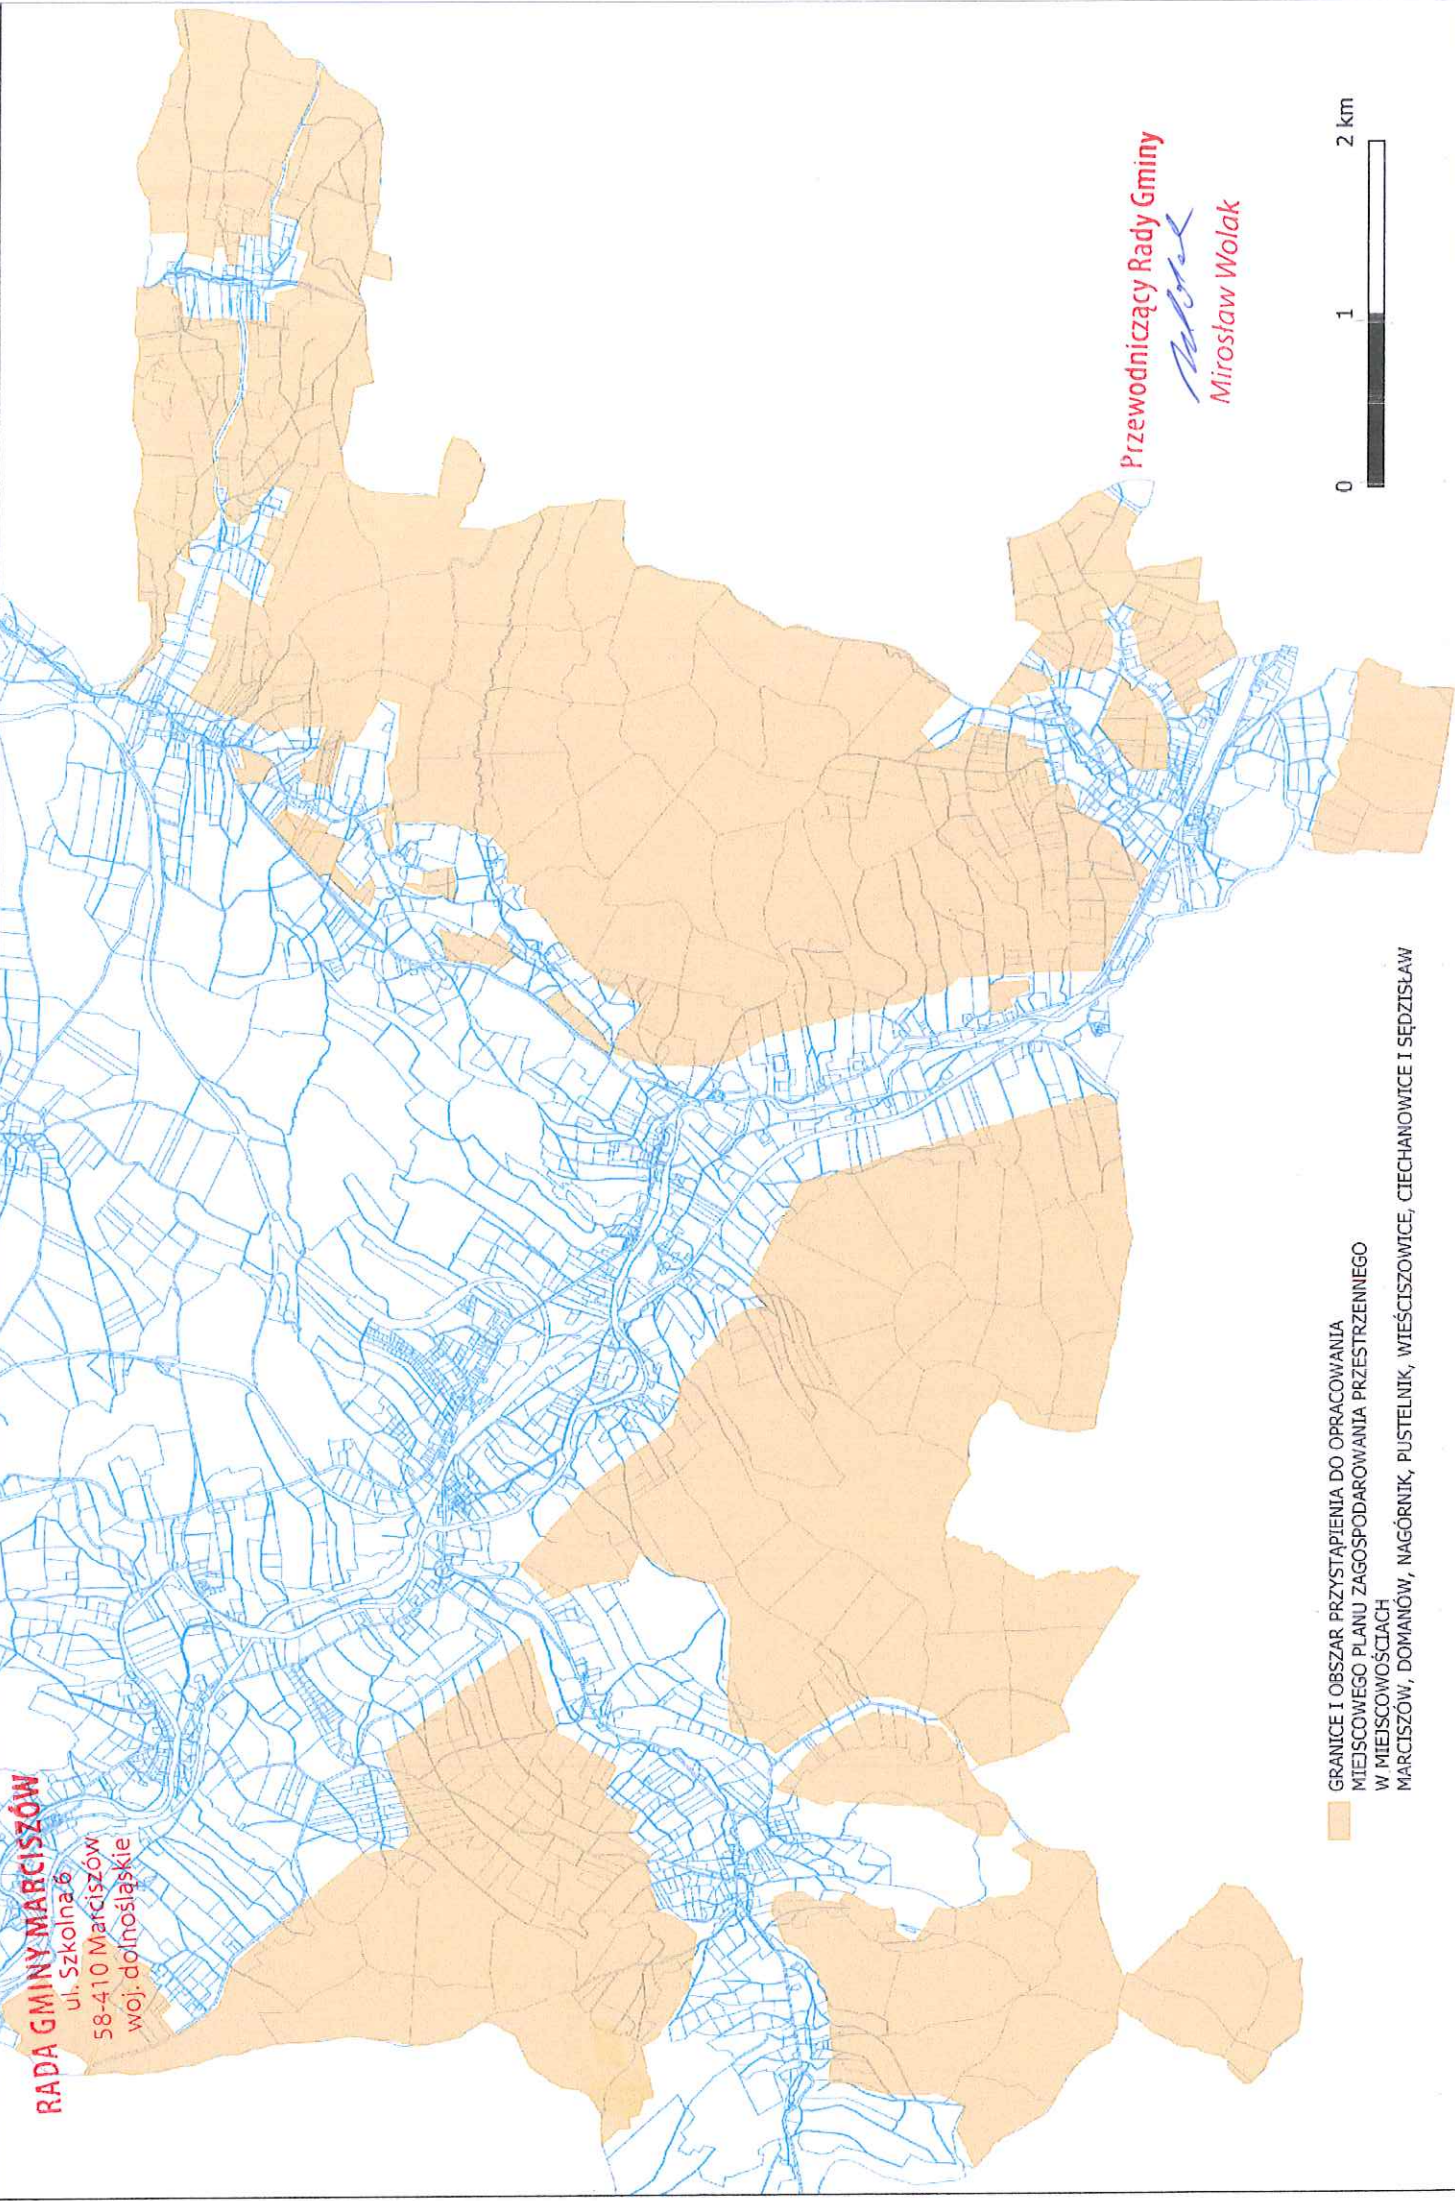 RADA GMINY MARCISZÓW
ul. Szkolna 6
58-410 Marciszów
woj. dolnośląskie
Przewodniczący Rady Gminy
Mirosław Wolak
0 1 2 km
GRANICE I OBSZAR PRZYSTĄPIENIA DO OPRACOWANIA
MIEJSCOWEGO PLANU ZAGOSPODAROWANIA PRZESTRZENNEGO
W MIEJSCOWOŚCIACH
MARCISZÓW, DOMANÓW, NAGÓRNIK, PUSTELNIK, WIEŚCISZOWICE, CIECHANOWICE I SĘDZISŁAW